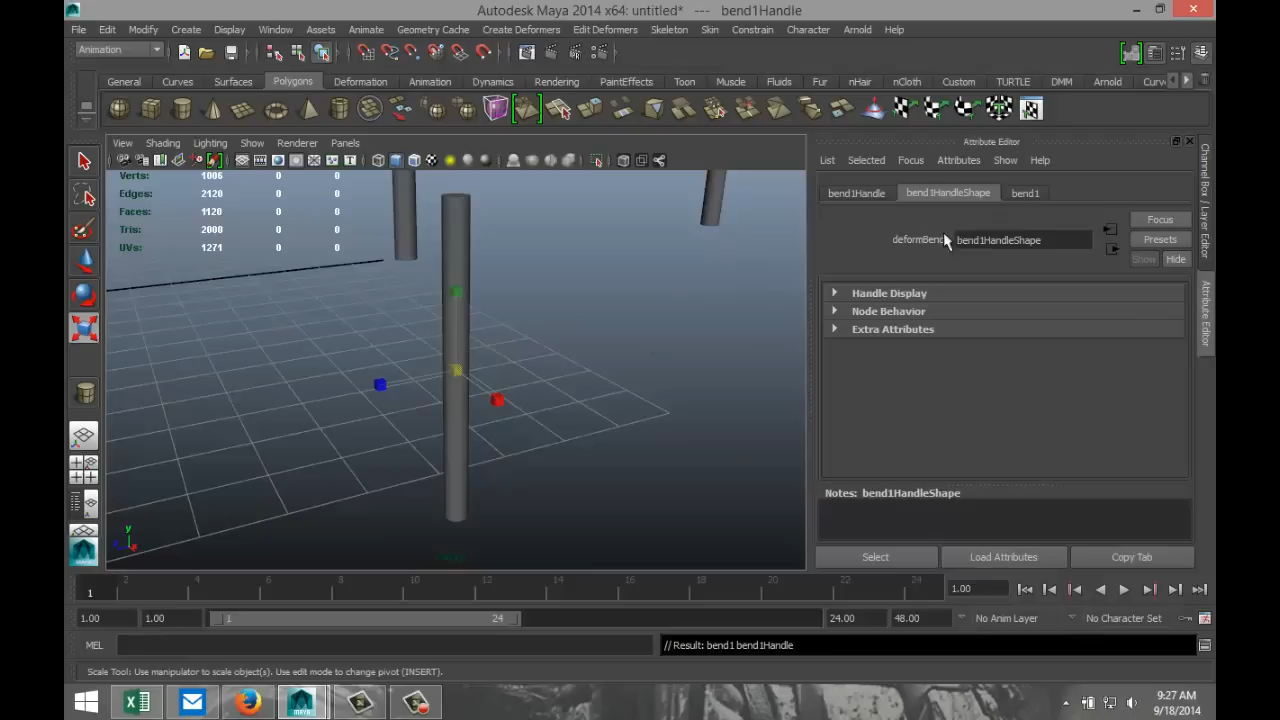 Autodesk Maya 2014 x64: untitled* --- bend1Handle
File Edit Modify Create Display Window Assets Animate Geometry Cache Create Deformers Edit Deformers Skeleton Skin Constrain Character Arnold Help
Animation
General Curves Surfaces Polygons Deformation Animation Dynamics Rendering PaintEffects Toon Muscle Fluids Fur nHair nCloth Custom TURTLE DMM Arnold Curv
View Shading Lighting Show Renderer Panels
Verts: 1006 0 0
Edges: 2120 0 0
Faces: 1120 0 0
Tris: 2000 0 0
UVs: 1271 0 0
y
Attribute Editor
List Selected Focus Attributes Show Help
bend1Handle bend1HandleShape bend1
Focus
deformBend bend1HandleShape
Presets
Show Hide
Handle Display
Node Behavior
Extra Attributes
Notes: bend1HandleShape
Select Load Attributes Copy Tab
Channel Box / Layer Editor
Attribute Editor
2 4 6 8 10 12 14 16 18 20 22 24
1
1.00
1.00 1.00 1 24 24.00 48.00 No Anim Layer No Character Set
MEL // Result: bend1 bend1Handle
Scale Tool: Use manipulator to scale object(s). Use edit mode to change pivot (INSERT).
9:27 AM
9/18/2014